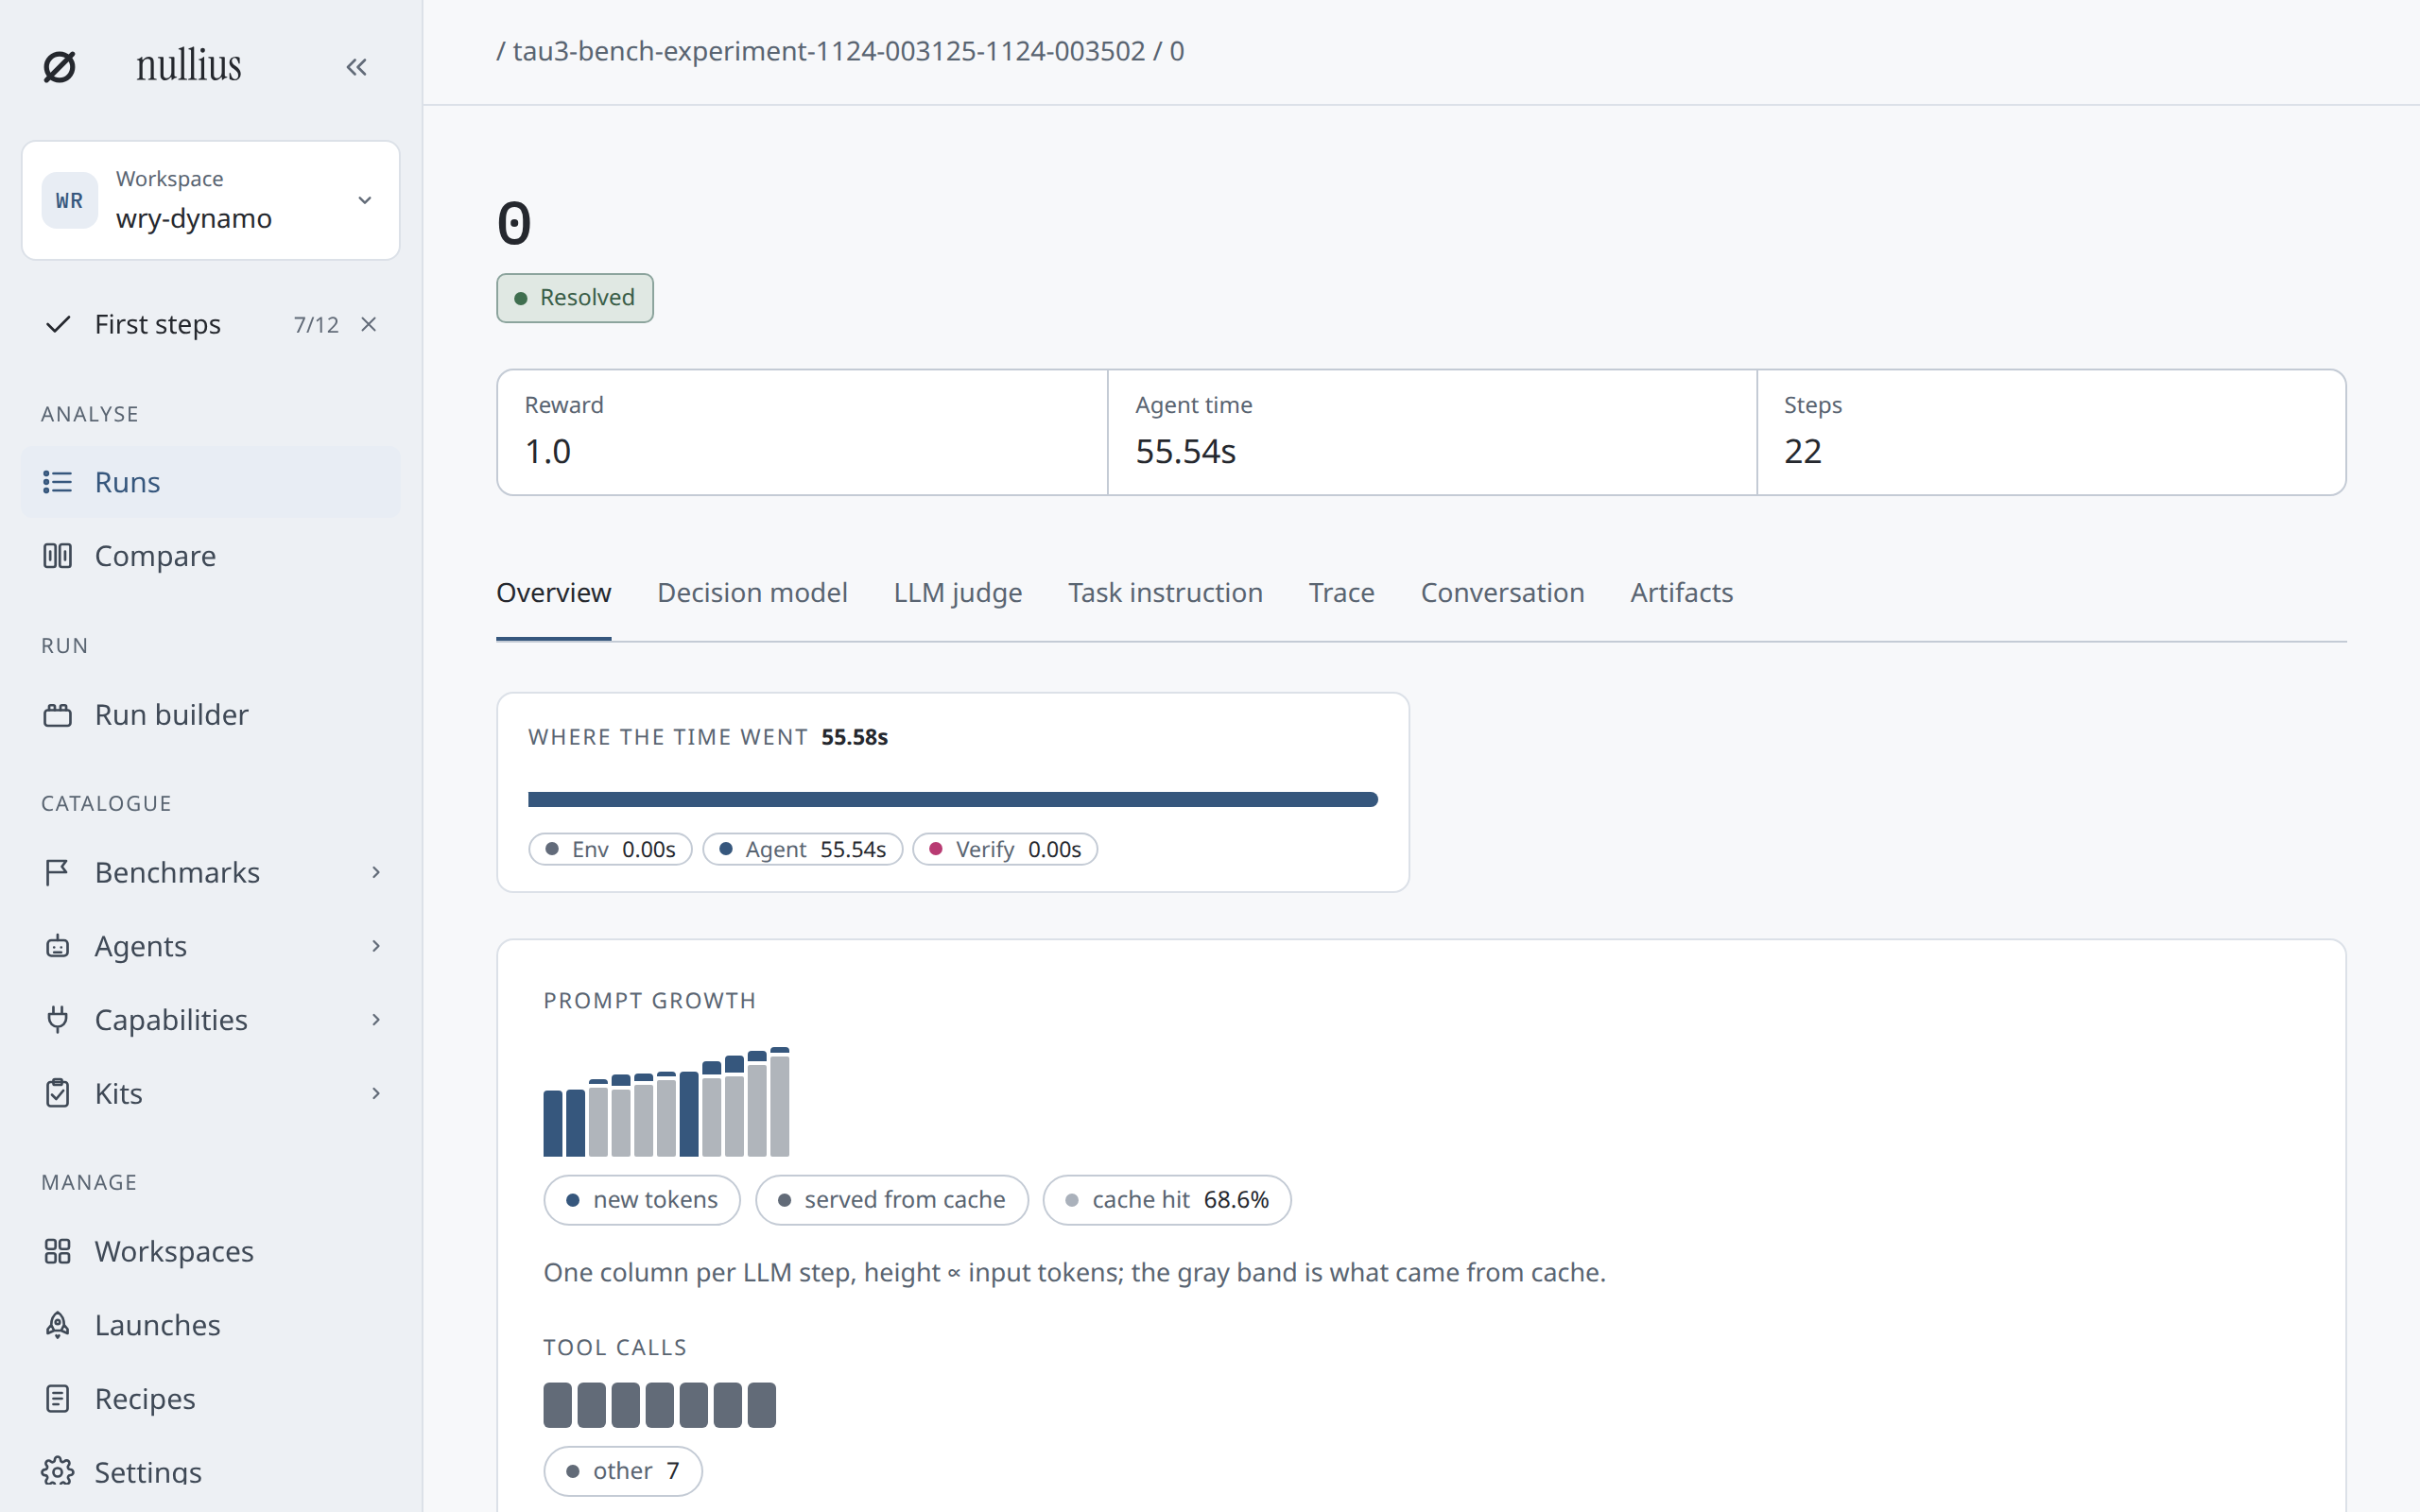 nullius
/ tau3-bench-experiment-1124-003125-1124-003502 / 0
WR
Workspace
wry-dynamo
First steps 7/12
ANALYSE
Runs
Compare
RUN
Run builder
CATALOGUE
Benchmarks
Agents
Capabilities
Kits
MANAGE
Workspaces
Launches
Recipes
Settings
0
Resolved
Reward
1.0
Agent time
55.54s
Steps
22
Overview Decision model LLM judge Task instruction Trace Conversation Artifacts
WHERE THE TIME WENT 55.58s
Env 0.00s Agent 55.54s Verify 0.00s
PROMPT GROWTH
new tokens served from cache cache hit 68.6%
One column per LLM step, height ∝ input tokens; the gray band is what came from cache.
TOOL CALLS
other 7